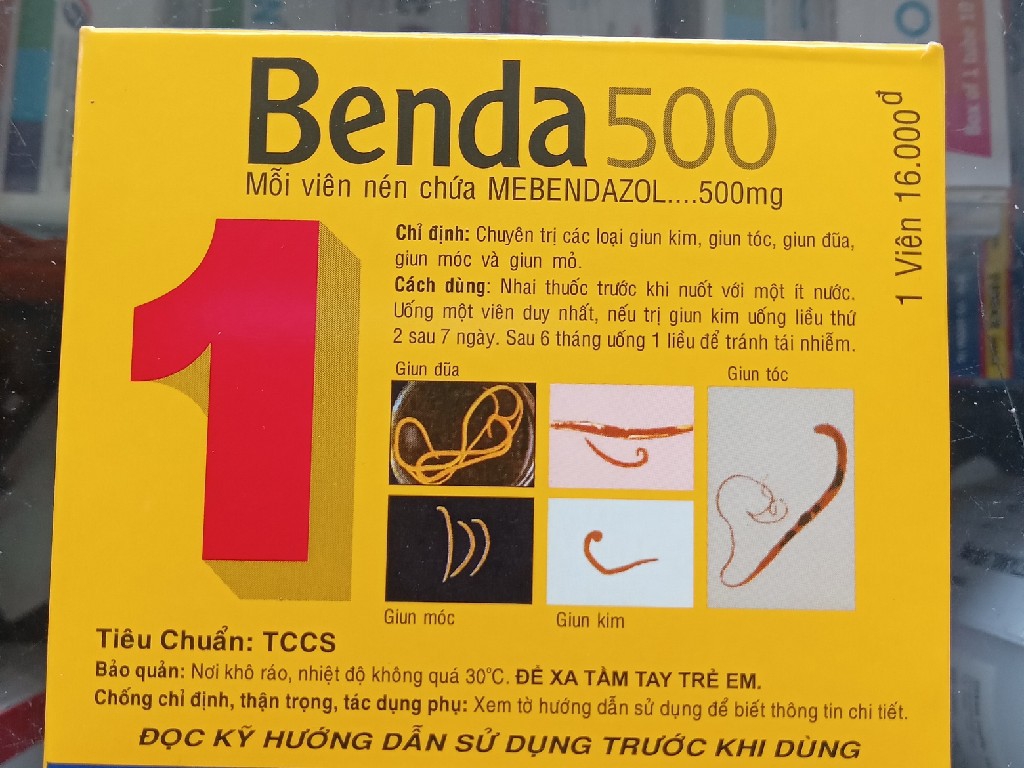 Benda500
Mỗi viên nén chứa MEBENDAZOL....500mg
1 Viên 16.000đ
1
Chỉ định: Chuyên trị các loại giun kim, giun tóc, giun đũa,
giun móc và giun mỏ.
Cách dùng: Nhai thuốc trước khi nuốt với một ít nước.
Uống một viên duy nhất, nếu trị giun kim uống liều thứ
2 sau 7 ngày. Sau 6 tháng uống 1 liều để tránh tái nhiễm.
Giun đũa
Giun tóc
Giun móc
Giun kim
Tiêu Chuẩn: TCCS
Bảo quản: Nơi khô ráo, nhiệt độ không quá 30°C. ĐỂ XA TẦM TAY TRẺ EM.
Chống chỉ định, thận trọng, tác dụng phụ: Xem tờ hướng dẫn sử dụng để biết thông tin chi tiết.
ĐỌC KỸ HƯỚNG DẪN SỬ DỤNG TRƯỚC KHI DÙNG
Box of 1 tube 10